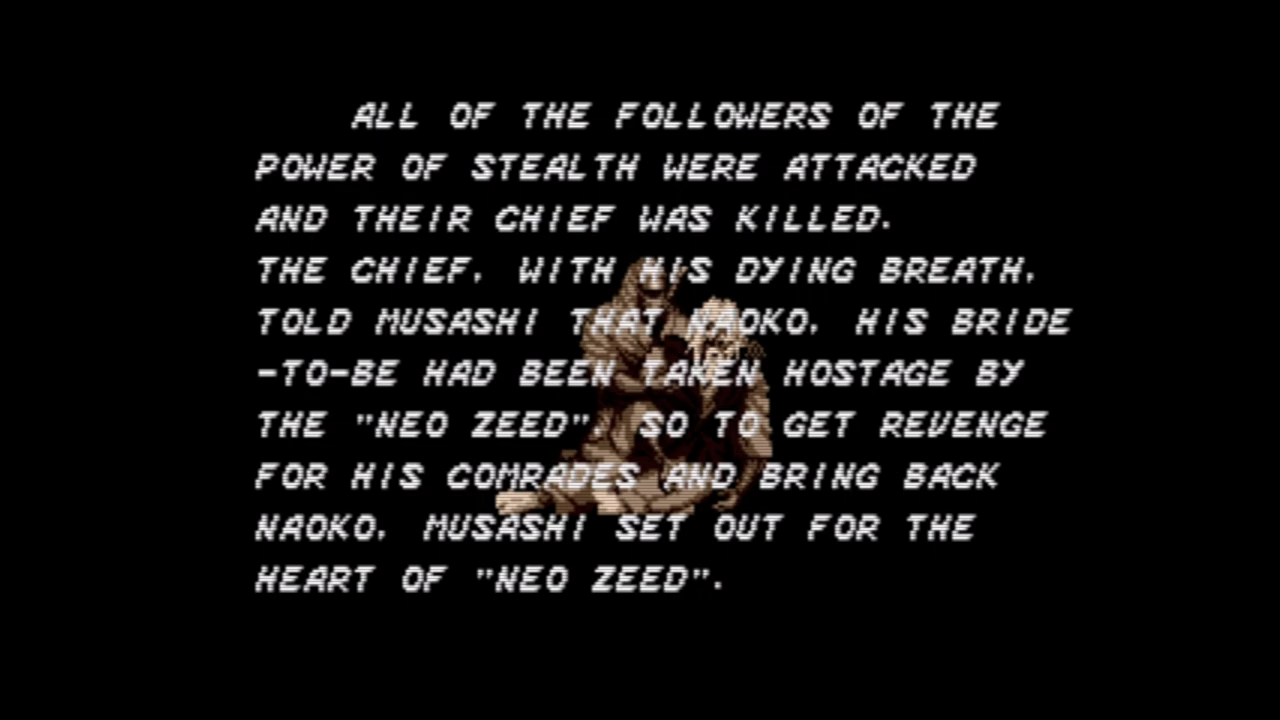 ALL OF THE FOLLOWERS OF THE
POWER OF STEALTH WERE ATTACKED
AND THEIR CHIEF WAS KILLED.
THE CHIEF, WITH HIS DYING BREATH,
TOLD MUSASHI THAT NAOKO, HIS BRIDE
-TO-BE HAD BEEN TAKEN HOSTAGE BY
THE "NEO ZEED". SO TO GET REVENGE
FOR HIS COMRADES AND BRING BACK
NAOKO, MUSASHI SET OUT FOR THE
HEART OF "NEO ZEED".